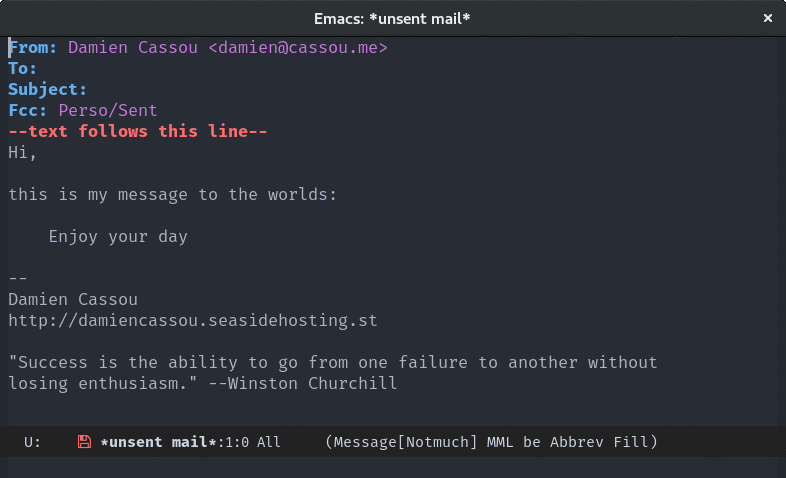 Emacs: *unsent mail* ×
From: Damien Cassou <damien@cassou.me>
To:
Subject:
Fcc: Perso/Sent
--text follows this line--
Hi,
this is my message to the worlds:
Enjoy your day
--
Damien Cassou
http://damiencassou.seasidehosting.st
"Success is the ability to go from one failure to another without
losing enthusiasm." --Winston Churchill
U: *unsent mail*:1:0 All (Message[Notmuch] MML be Abbrev Fill)